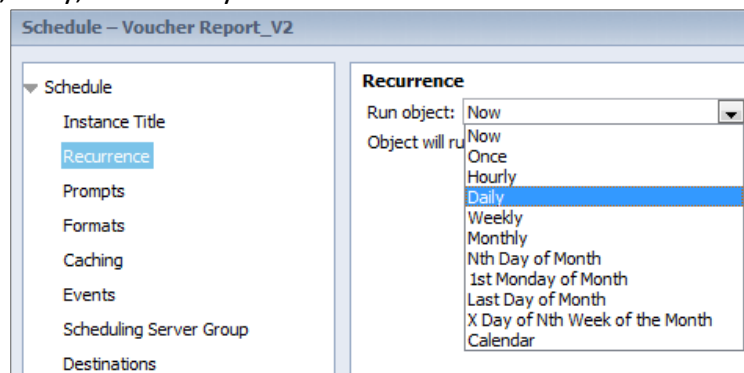 Schedule – Voucher Report_V2
Schedule
Instance Title
Recurrence
Prompts
Formats
Caching
Events
Scheduling Server Group
Destinations
Recurrence
Run object: Now
Object will ru
Now
Once
Hourly
Daily
Weekly
Monthly
Nth Day of Month
1st Monday of Month
Last Day of Month
X Day of Nth Week of the Month
Calendar